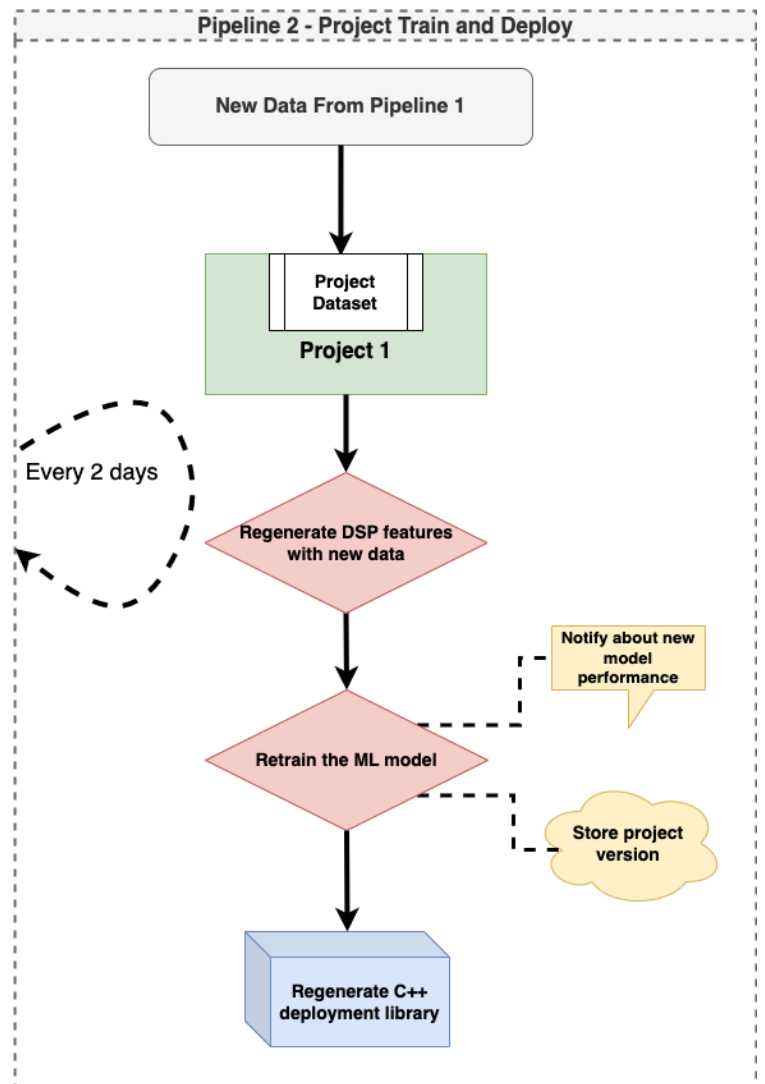 Pipeline 2 - Project Train and Deploy
New Data From Pipeline 1
Project
Dataset
Project 1
Every 2 days
Regenerate DSP features
with new data
Notify about new
model
performance
Retrain the ML model
Store project
version
Regenerate C++
deployment library